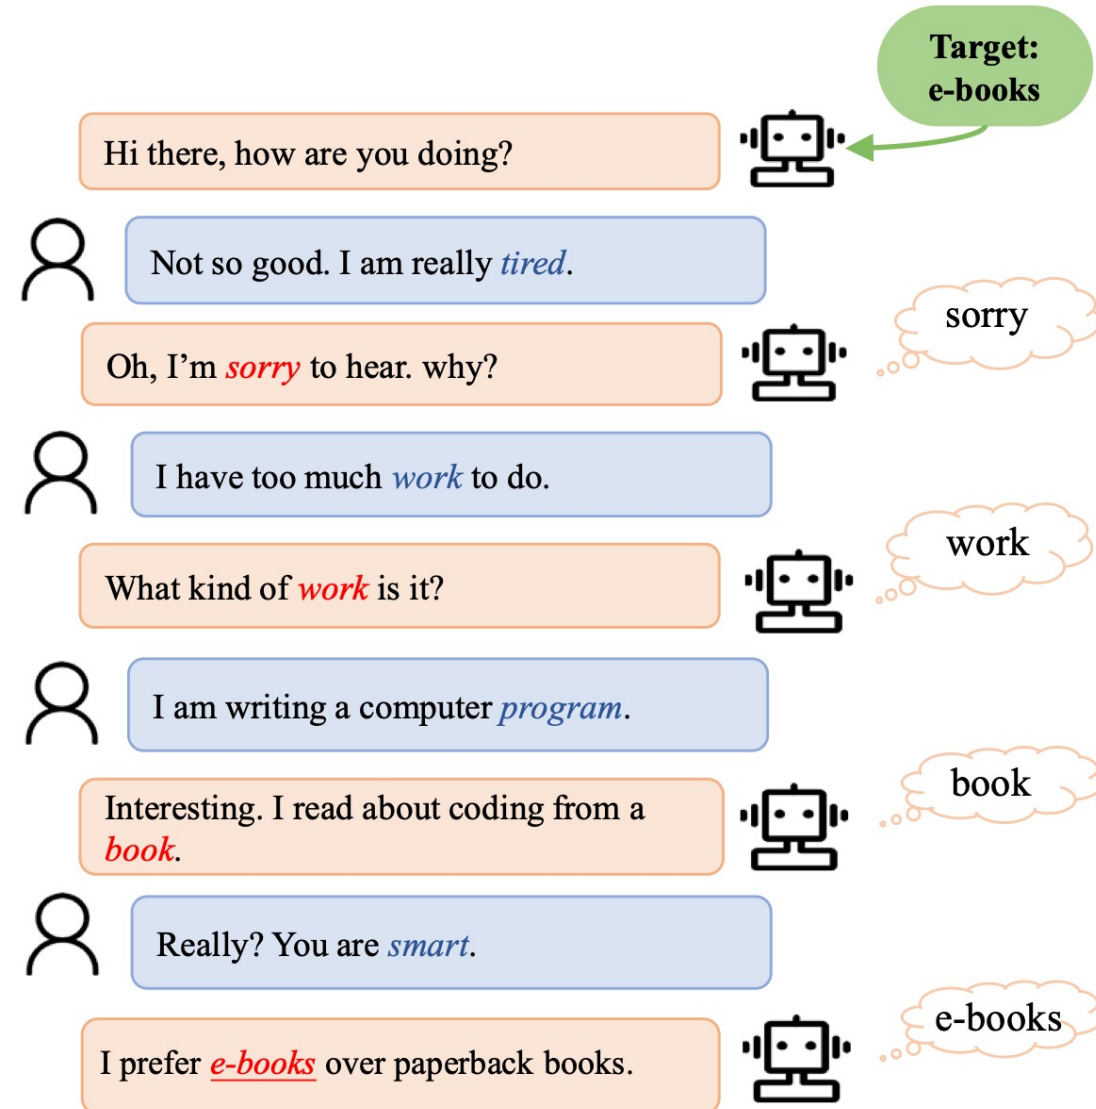 Target:
e-books
Hi there, how are you doing?
Not so good. I am really tired.
sorry
Oh, I’m sorry to hear. why?
I have too much work to do.
work
What kind of work is it?
I am writing a computer program.
book
Interesting. I read about coding from a
book.
Really? You are smart.
e-books
I prefer e-books over paperback books.